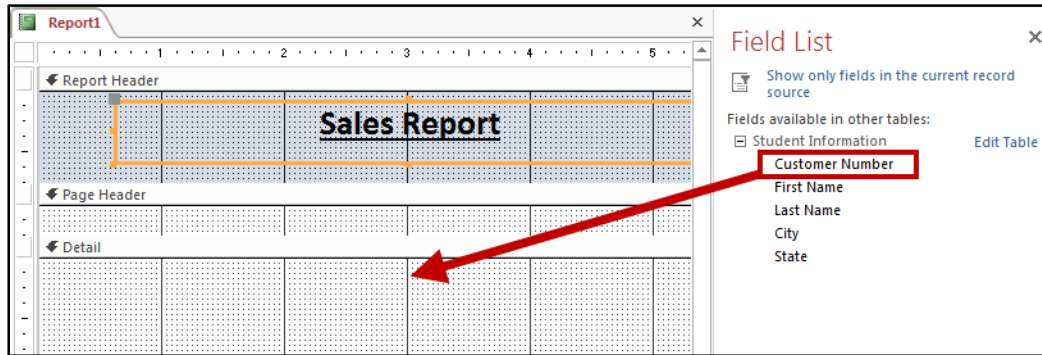 Report1
1 2 3 4 5
Report Header
Sales Report
Page Header
Detail
Field List
Show only fields in the current record
source
Fields available in other tables:
Student Information Edit Table
Customer Number
First Name
Last Name
City
State